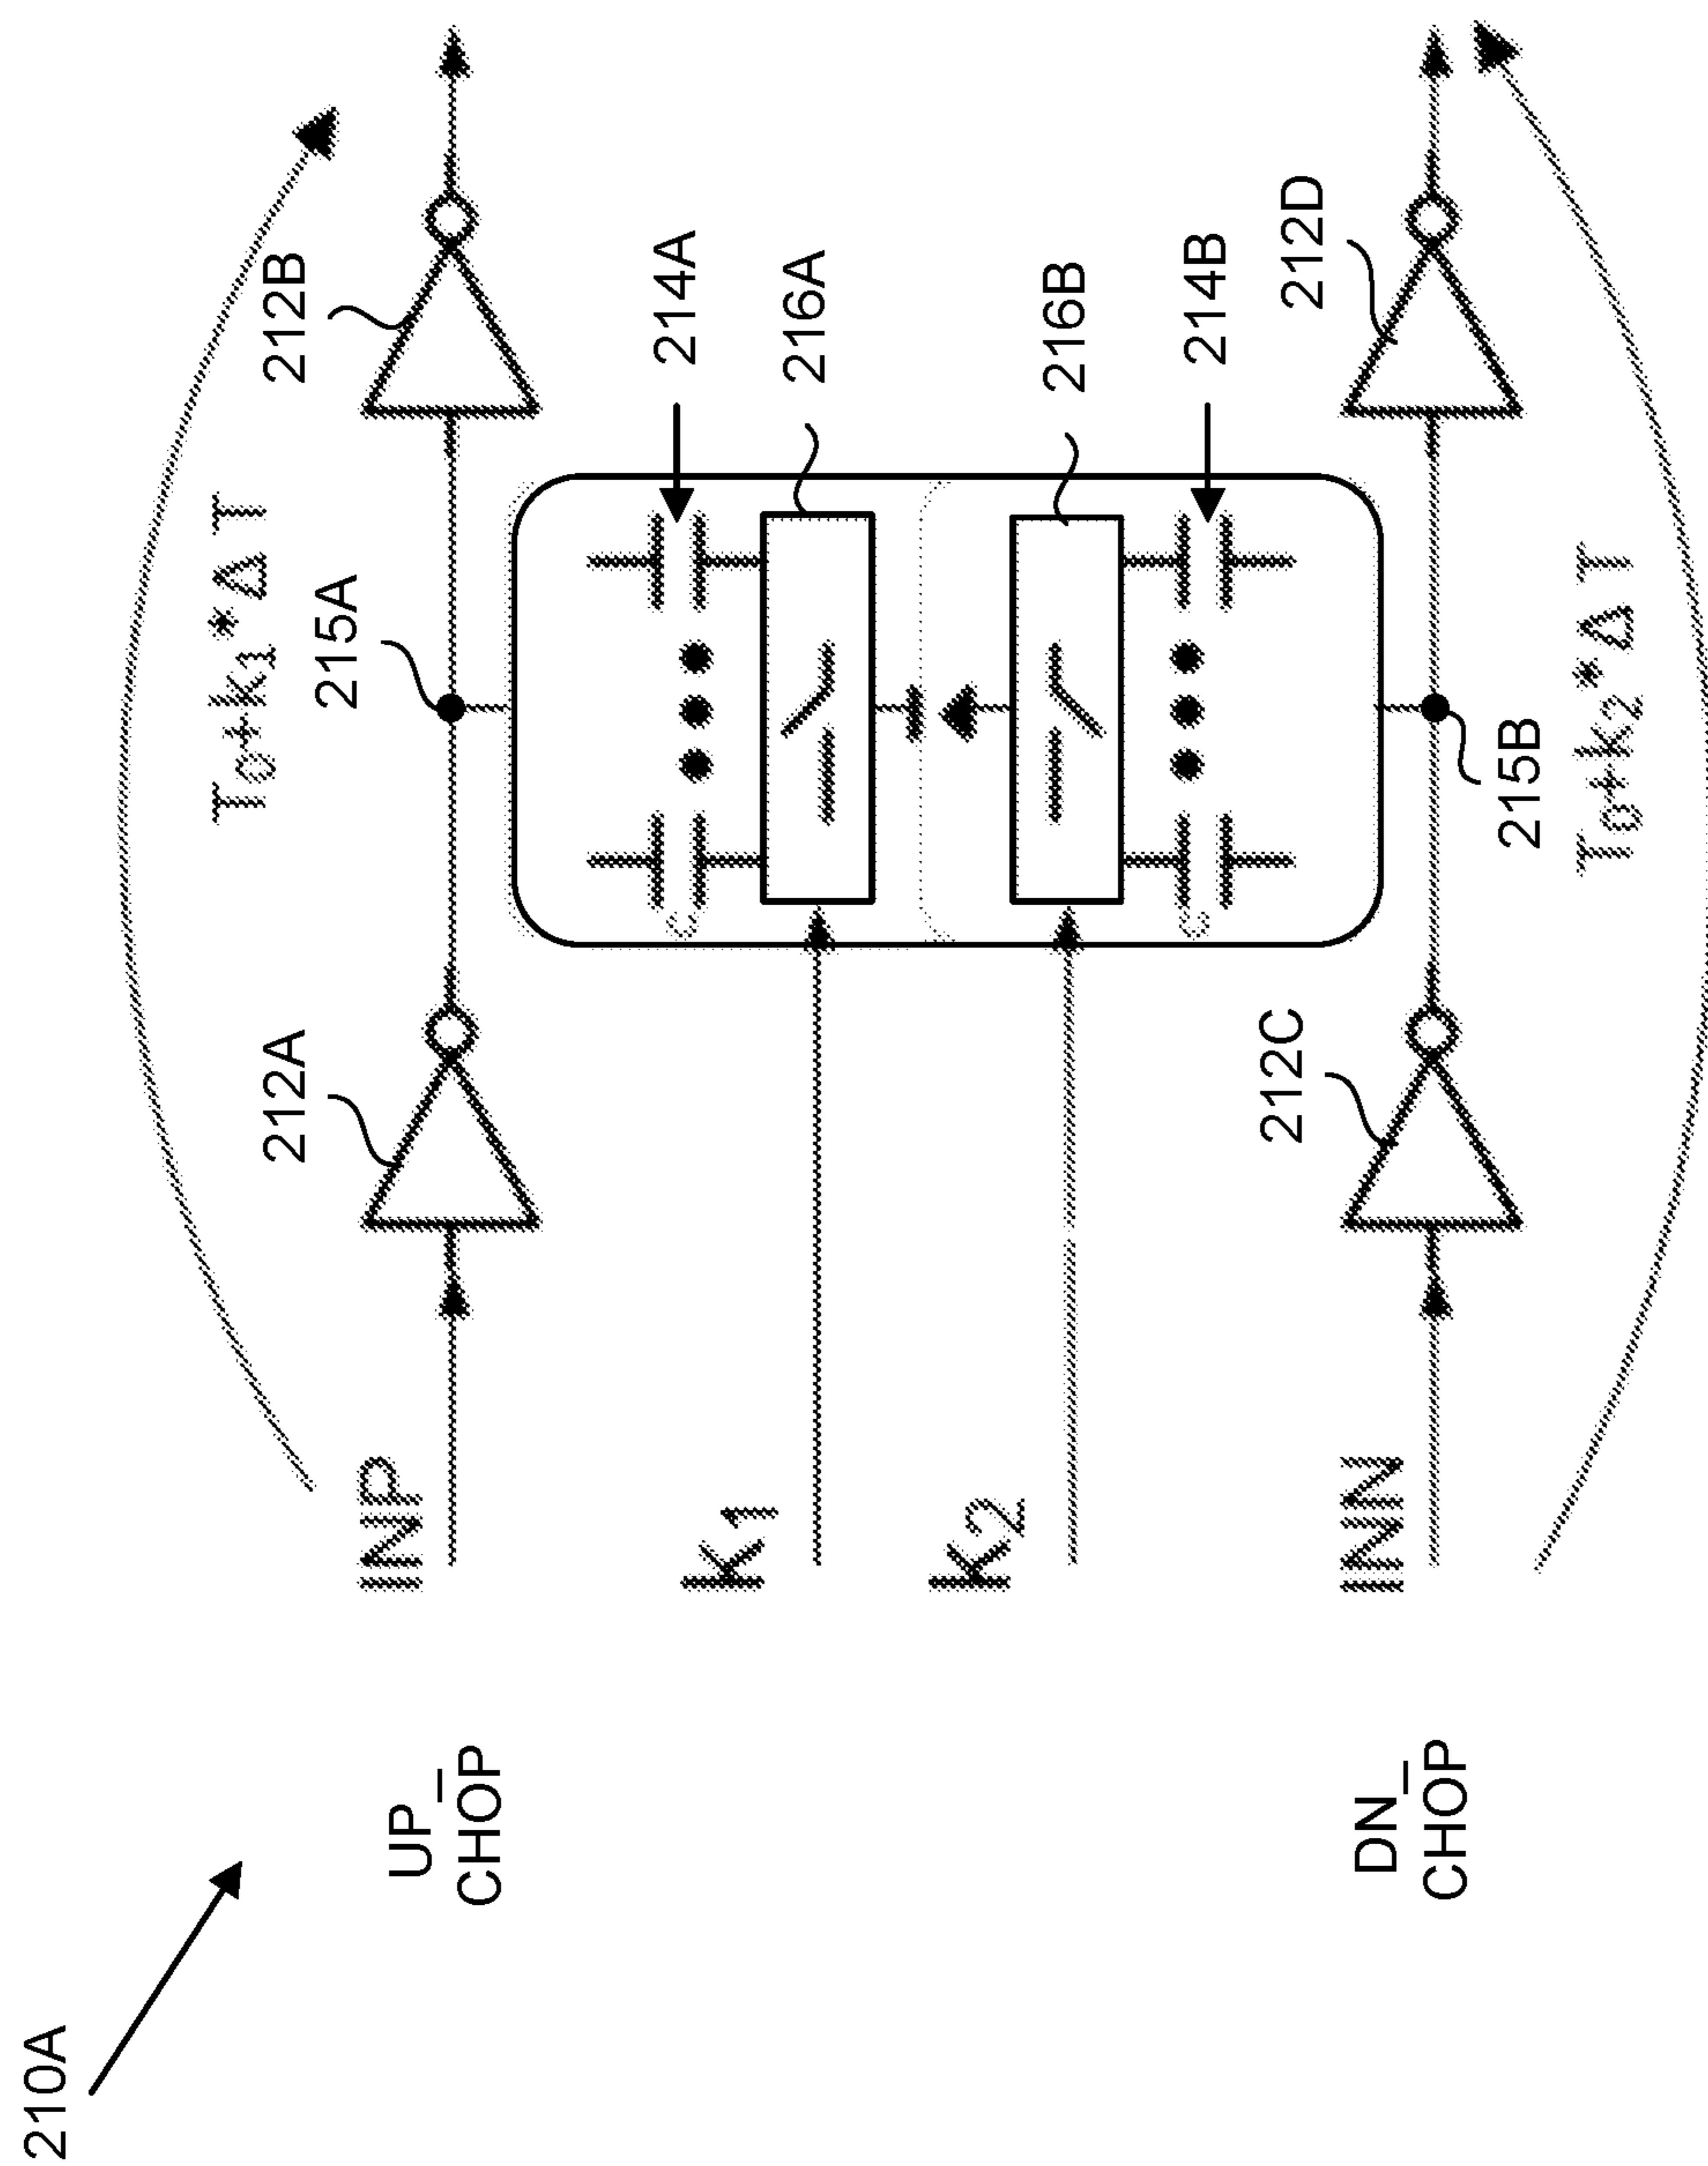 210A
UP_
CHOP
INP
212A
T₀+k₁*ΔT
215A
212B
K₁
K₂
C
C
214A
216A
216B
214B
DN_
CHOP
INN
212C
215B
T₀+k₂*ΔT
212D